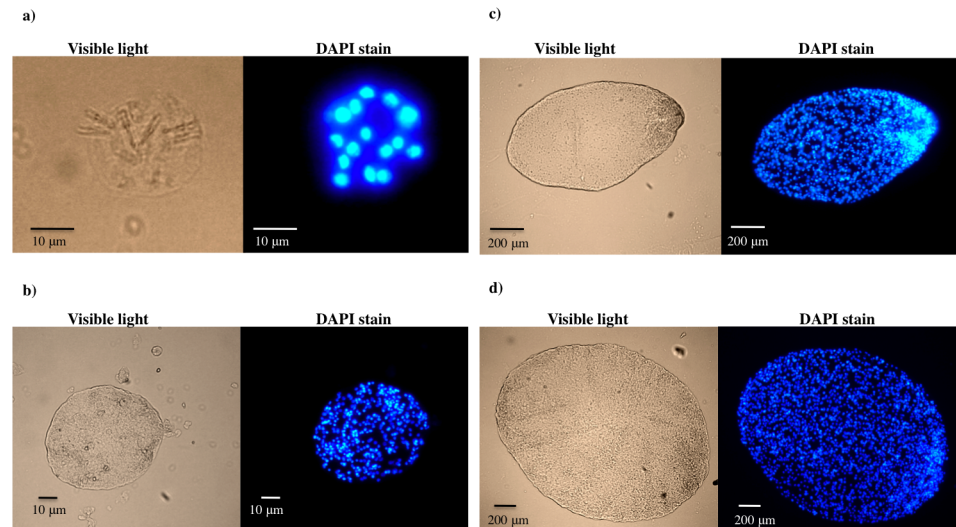 a)
Visible light DAPI stain
10 µm 10 µm
b)
Visible light DAPI stain
10 µm 10 µm
c)
Visible light DAPI stain
200 µm 200 µm
d)
Visible light DAPI stain
200 µm 200 µm